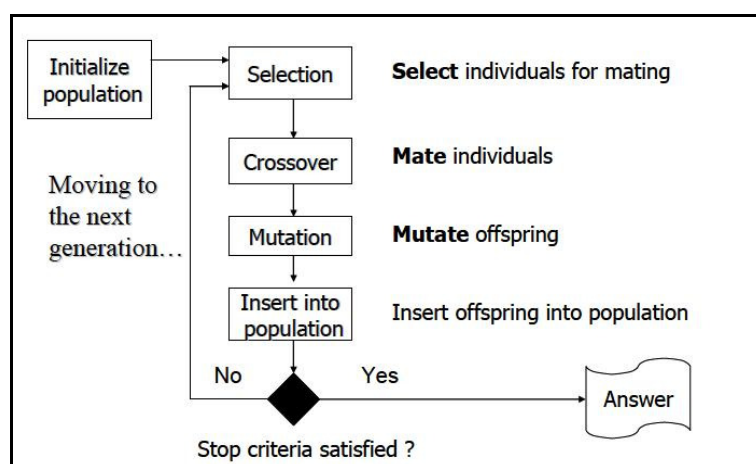 Initialize
population
Selection
Select individuals for mating
Crossover
Mate individuals
Moving to
the next
generation…
Mutation
Mutate offspring
Insert into
population
Insert offspring into population
No
Yes
Answer
Stop criteria satisfied ?